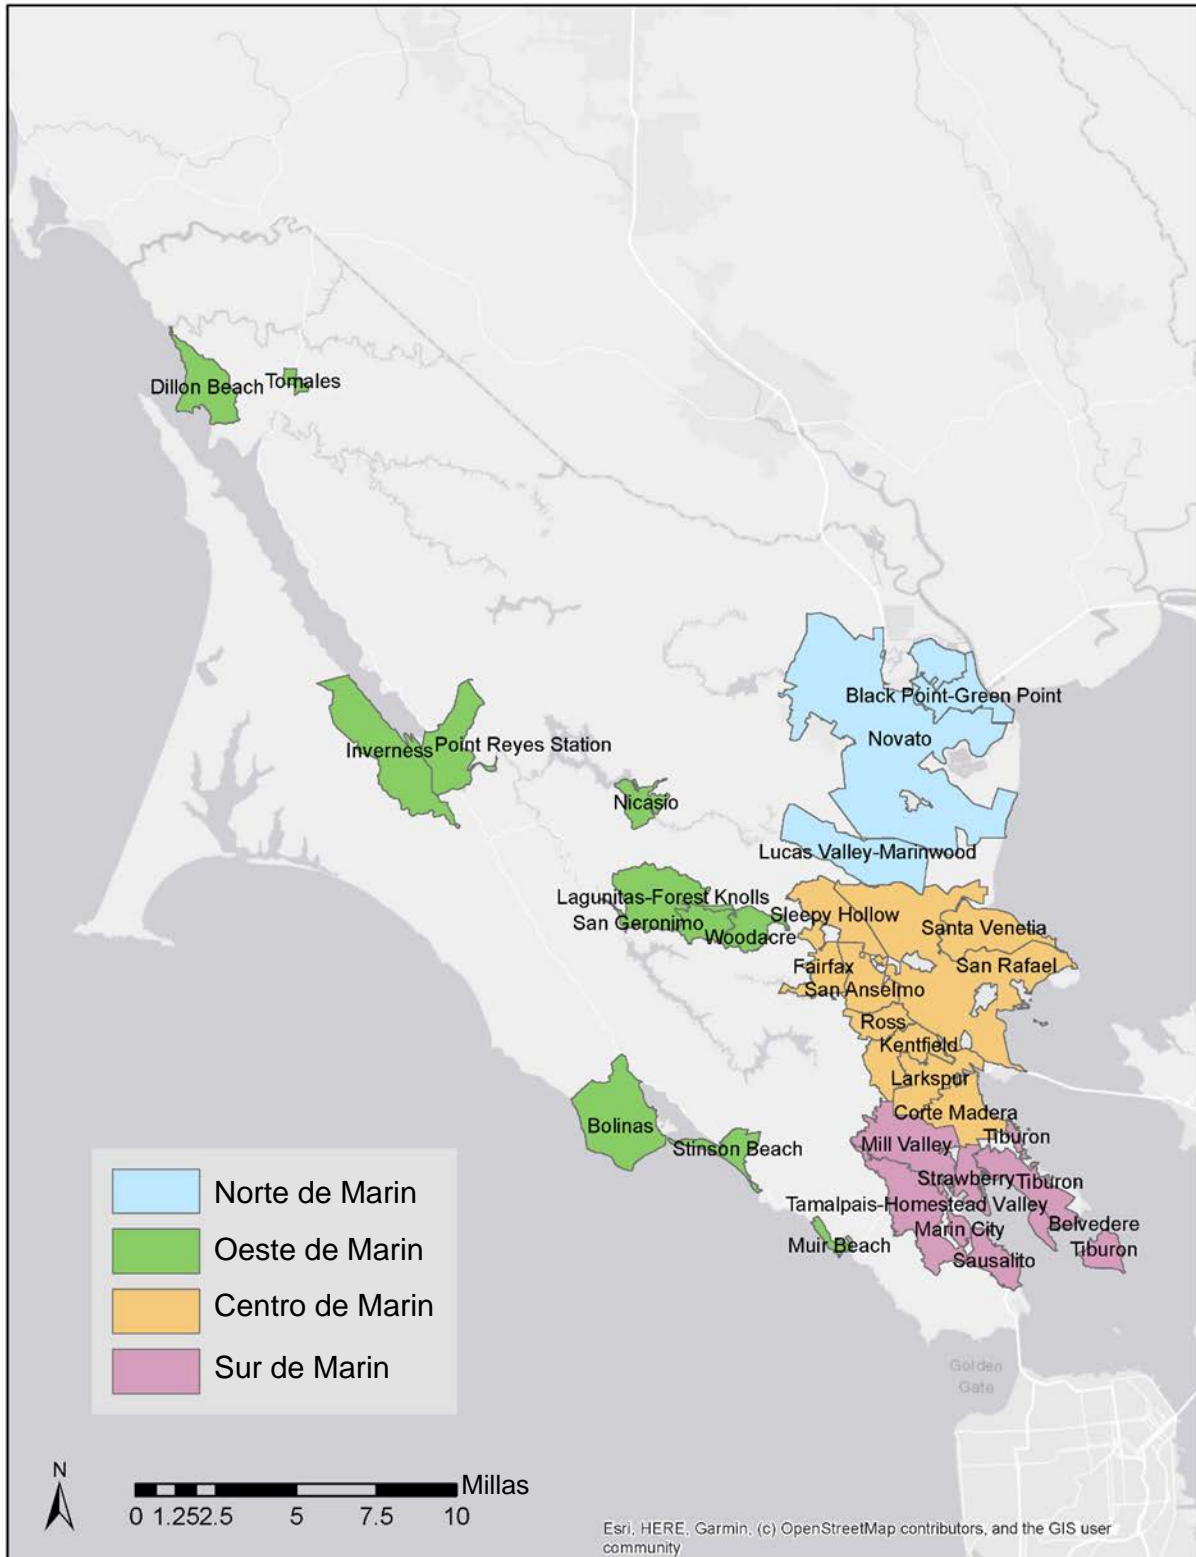 Dillon Beach
Tomales
Black Point-Green Point
Novato
Inverness
Point Reyes Station
Nicasio
Lucas Valley-Marinwood
Lagunitas-Forest Knolls
San Geronimo
Woodacre
Sleepy Hollow
Santa Venetia
Fairfax
San Rafael
San Anselmo
Ross
Kentfield
Larkspur
Corte Madera
Bolinas
Stinson Beach
Mill Valley
Tiburon
Strawberry
Tiburon
Tamalpais-Homestead Valley
Marin City
Belvedere
Muir Beach
Sausalito
Tiburon
Norte de Marin
Oeste de Marin
Centro de Marin
Sur de Marin
Golden
Gate
N
Millas
0 1.25 2.5 5 7.5 10
Esri, HERE, Garmin, (c) OpenStreetMap contributors, and the GIS user
community